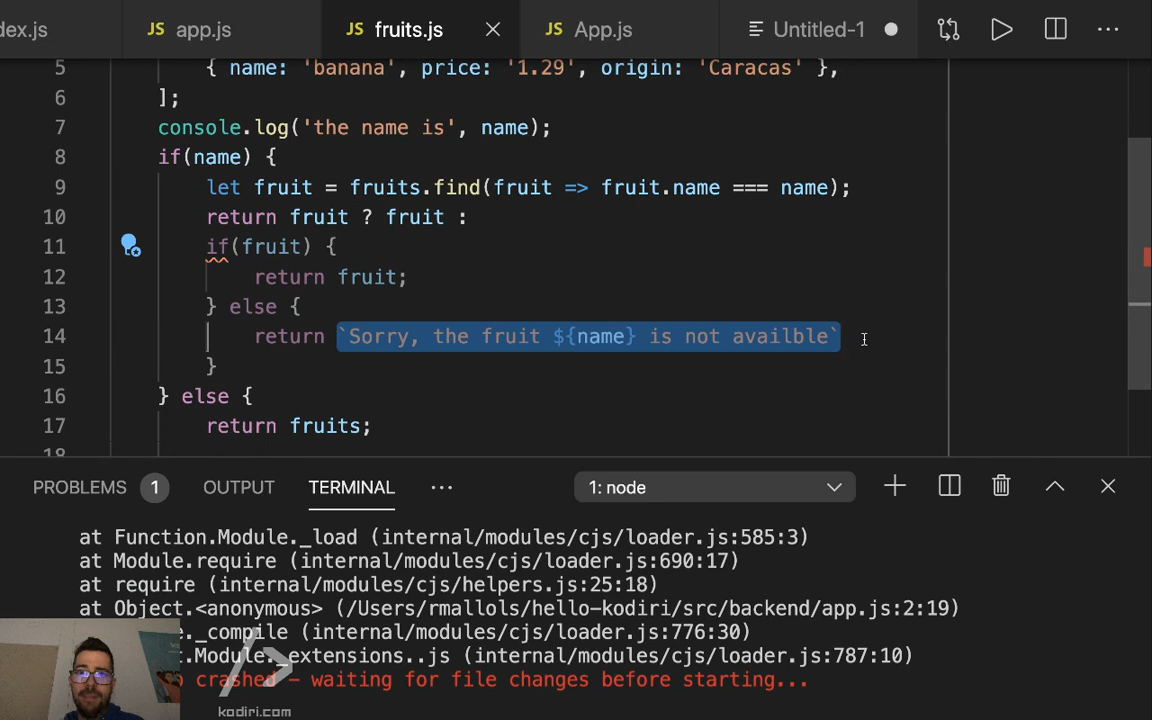 dex.js
JS app.js
JS fruits.js
JS App.js
Untitled-1
5 { name: 'banana', price: '1.29', origin: 'Caracas' },
6 ];
7 console.log('the name is', name);
8 if(name) {
9 let fruit = fruits.find(fruit => fruit.name === name);
10 return fruit ? fruit :
11 if(fruit) {
12 return fruit;
13 } else {
14 return `Sorry, the fruit ${name} is not availble`
15 }
16 } else {
17 return fruits;
18
PROBLEMS 1 OUTPUT TERMINAL ··· 1: node
at Function.Module._load (internal/modules/cjs/loader.js:585:3)
at Module.require (internal/modules/cjs/loader.js:690:17)
at require (internal/modules/cjs/helpers.js:25:18)
at Object.<anonymous> (/Users/rmallols/hello-kodiri/src/backend/app.js:2:19)
._compile (internal/modules/cjs/loader.js:776:30)
.Module._extensions..js (internal/modules/cjs/loader.js:787:10)
crashed - waiting for file changes before starting...
kodiri.com